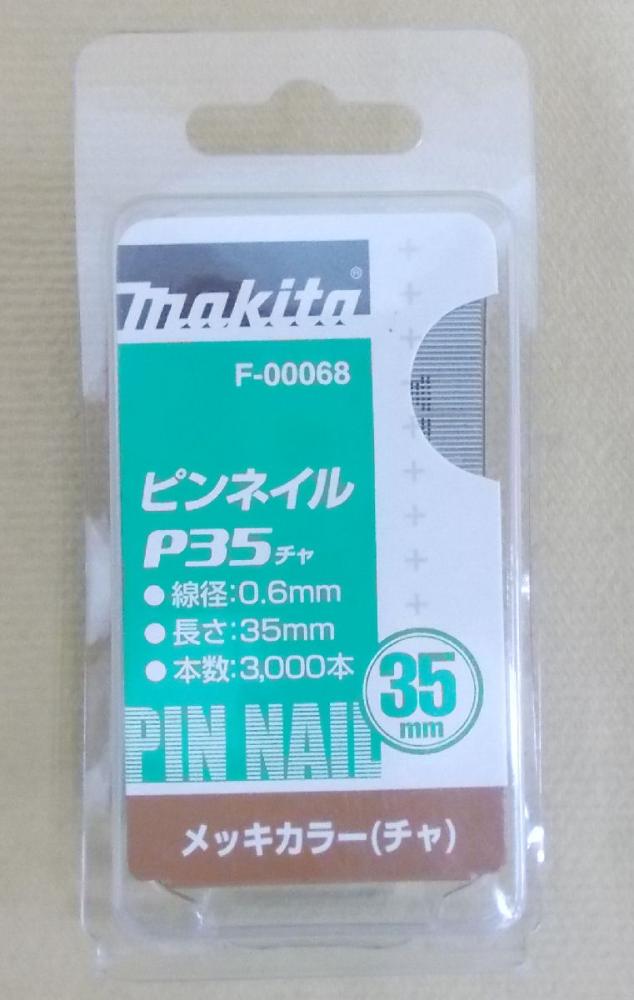 makita®
F-00068
ピンネイル
P35チャ
●線径:0.6mm
●長さ:35mm
●本数:3,000本
35
mm
PIN NAIL
メッキカラー(チャ)